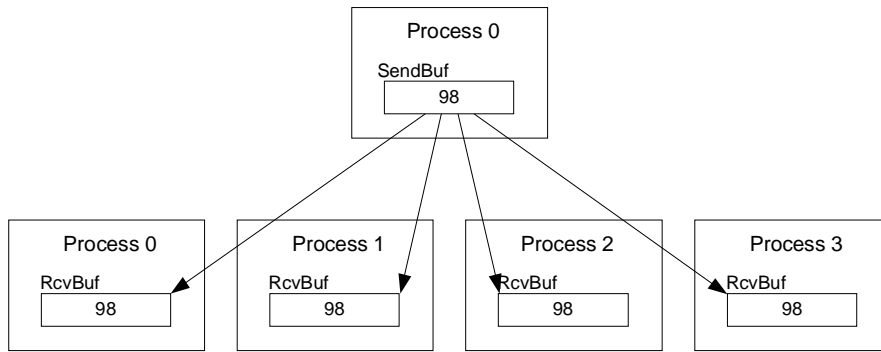 Process 0
SendBuf
98
Process 0
Process 1
Process 2
Process 3
RcvBuf
RcvBuf
RcvBuf
RcvBuf
98
98
98
98